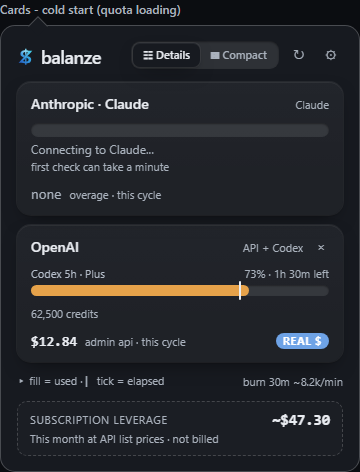 Cards - cold start (quota loading)
balanze
Details
Compact
Anthropic · Claude
Claude
Connecting to Claude...
first check can take a minute
none overage · this cycle
OpenAI
API + Codex ×
Codex 5h · Plus
73% · 1h 30m left
62,500 credits
$12.84 admin api · this cycle
REAL $
‣ fill = used · | tick = elapsed
burn 30m ~8.2k/min
SUBSCRIPTION LEVERAGE
~$47.30
This month at API list prices · not billed